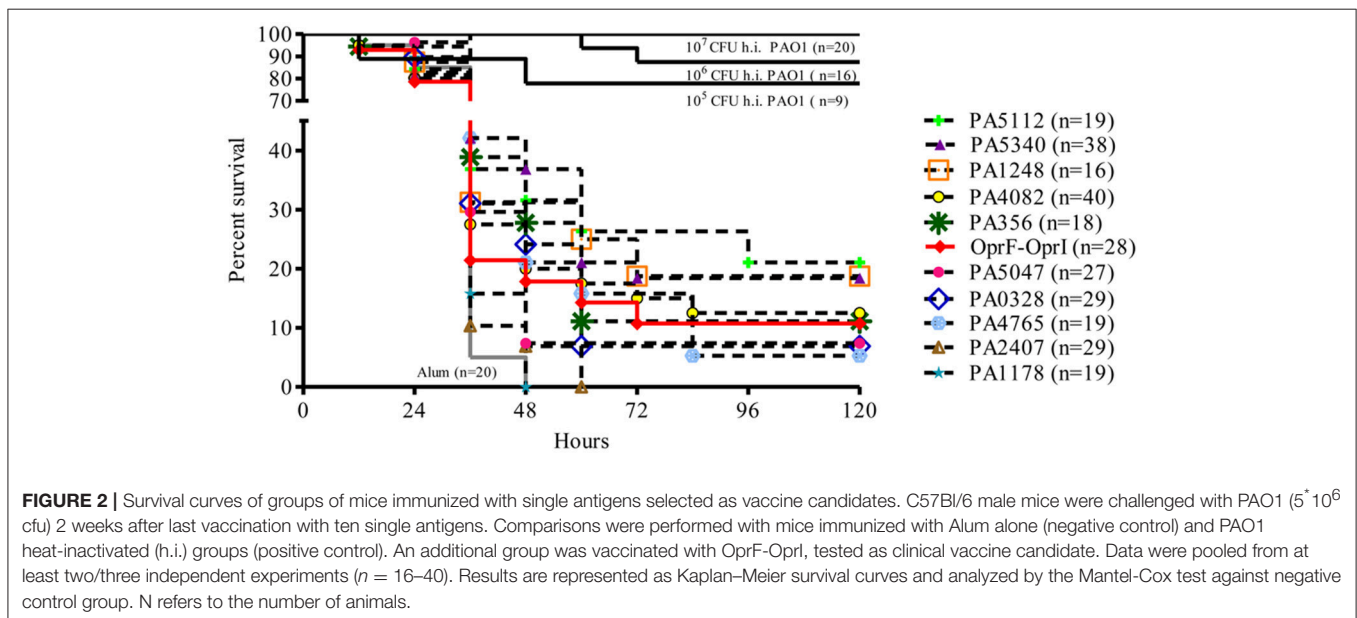 100
90
80
70
40
30
20
10
0
Percent survival
10⁷ CFU h.i. PAO1 (n=20)
10⁶ CFU h.i. PAO1 ( n=16)
10⁵ CFU h.i. PAO1 ( n=9)
Alum (n=20)
0 24 48 72 96 120
Hours
PA5112 (n=19)
PA5340 (n=38)
PA1248 (n=16)
PA4082 (n=40)
PA356 (n=18)
OprF-OprI (n=28)
PA5047 (n=27)
PA0328 (n=29)
PA4765 (n=19)
PA2407 (n=29)
PA1178 (n=19)
FIGURE 2 | Survival curves of groups of mice immunized with single antigens selected as vaccine candidates. C57Bl/6 male mice were challenged with PAO1 (5*10⁶
cfu) 2 weeks after last vaccination with ten single antigens. Comparisons were performed with mice immunized with Alum alone (negative control) and PAO1
heat-inactivated (h.i.) groups (positive control). An additional group was vaccinated with OprF-OprI, tested as clinical vaccine candidate. Data were pooled from at
least two/three independent experiments (n = 16–40). Results are represented as Kaplan–Meier survival curves and analyzed by the Mantel-Cox test against negative
control group. N refers to the number of animals.